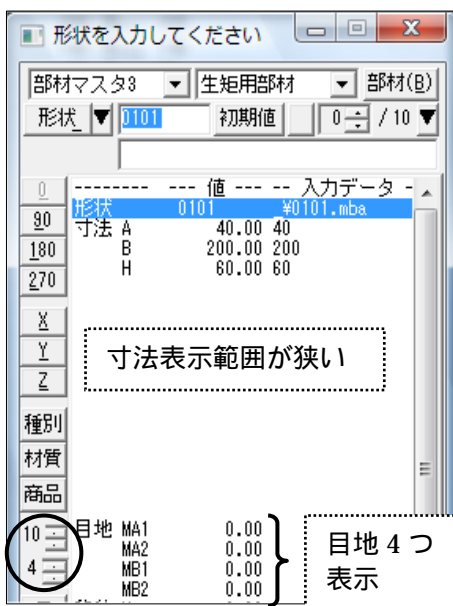 形状を入力してください
部材マスタ3 生矩用部材 部材(B)
形状 0101 初期値 0 / 10
-------- --- 値 --- -- 入力データ -
0 形状 0101 ¥0101.mba
90 寸法 A 40.00 40
180 B 200.00 200
270 H 60.00 60
X
Y
Z
寸法表示範囲が狭い
種別
材質
商品
10 目地 MA1 0.00
MA2 0.00
4 MB1 0.00
MB2 0.00
目地 4 つ
表示